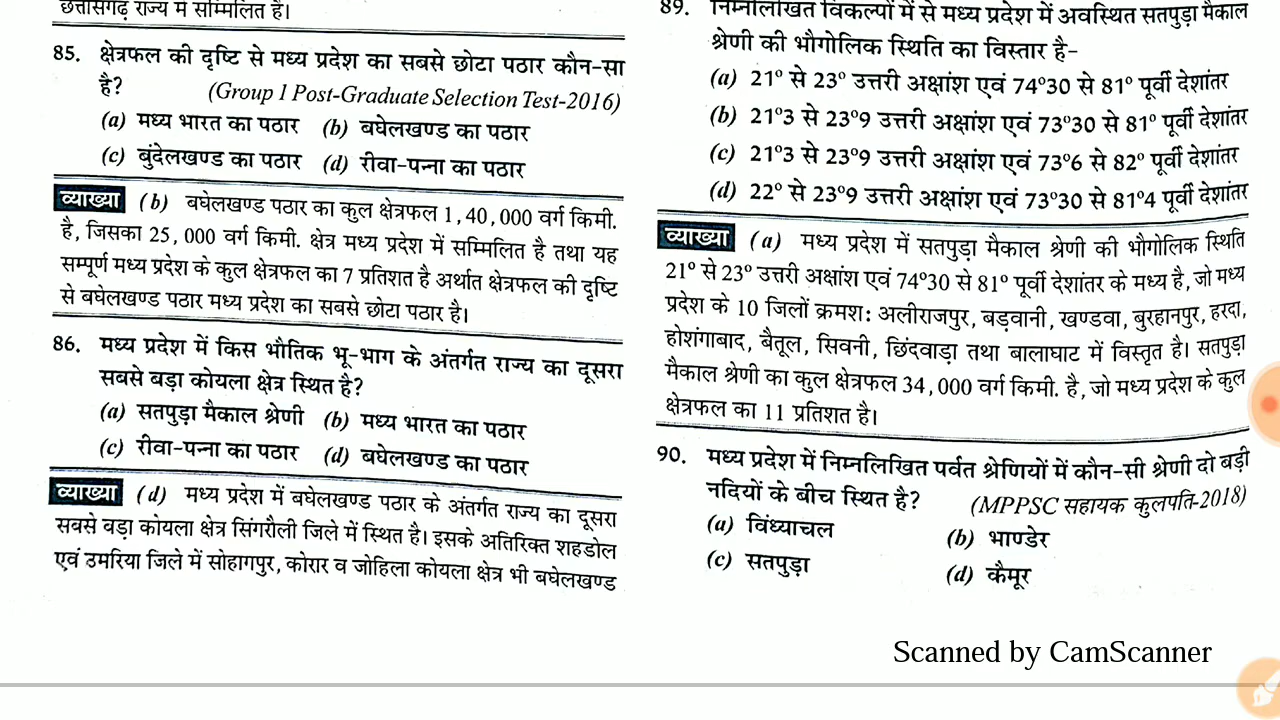 छत्तीसगढ़ राज्य में सम्मिलित है।
85. क्षेत्रफल की दृष्टि से मध्य प्रदेश का सबसे छोटा पठार कौन-सा
है? (Group 1 Post-Graduate Selection Test-2016)
(a) मध्य भारत का पठार (b) बघेलखण्ड का पठार
(c) बुंदेलखण्ड का पठार (d) रीवा-पन्ना का पठार
व्याख्या (b) बघेलखण्ड पठार का कुल क्षेत्रफल 1,40,000 वर्ग किमी.
है, जिसका 25,000 वर्ग किमी. क्षेत्र मध्य प्रदेश में सम्मिलित है तथा यह
सम्पूर्ण मध्य प्रदेश के कुल क्षेत्रफल का 7 प्रतिशत है अर्थात क्षेत्रफल की दृष्टि
से बघेलखण्ड पठार मध्य प्रदेश का सबसे छोटा पठार है।
86. मध्य प्रदेश में किस भौतिक भू-भाग के अंतर्गत राज्य का दूसरा
सबसे बड़ा कोयला क्षेत्र स्थित है?
(a) सतपुड़ा मैकाल श्रेणी (b) मध्य भारत का पठार
(c) रीवा-पन्ना का पठार (d) बघेलखण्ड का पठार
व्याख्या (d) मध्य प्रदेश में बघेलखण्ड पठार के अंतर्गत राज्य का दूसरा
सबसे बड़ा कोयला क्षेत्र सिंगरौली जिले में स्थित है। इसके अतिरिक्त शहडोल
एवं उमरिया जिले में सोहागपुर, कोरार व जोहिला कोयला क्षेत्र भी बघेलखण्ड
89. निम्नलिखित विकल्पों में से मध्य प्रदेश में अवस्थित सतपुड़ा मैकाल
श्रेणी की भौगोलिक स्थिति का विस्तार है-
(a) 21° से 23° उत्तरी अक्षांश एवं 74°30 से 81° पूर्वी देशांतर
(b) 21°3 से 23°9 उत्तरी अक्षांश एवं 73°30 से 81° पूर्वी देशांतर
(c) 21°3 से 23°9 उत्तरी अक्षांश एवं 73°6 से 82° पूर्वी देशांतर
(d) 22° से 23°9 उत्तरी अक्षांश एवं 73°30 से 81°4 पूर्वी देशांतर
व्याख्या (a) मध्य प्रदेश में सतपुड़ा मैकाल श्रेणी की भौगोलिक स्थिति
21° से 23° उत्तरी अक्षांश एवं 74°30 से 81° पूर्वी देशांतर के मध्य है, जो मध्य
प्रदेश के 10 जिलों क्रमश: अलीराजपुर, बड़वानी, खण्डवा, बुरहानपुर, हरदा,
होशंगाबाद, बैतूल, सिवनी, छिंदवाड़ा तथा बालाघाट में विस्तृत है। सतपुड़ा
मैकाल श्रेणी का कुल क्षेत्रफल 34,000 वर्ग किमी. है, जो मध्य प्रदेश के कुल
क्षेत्रफल का 11 प्रतिशत है।
90. मध्य प्रदेश में निम्नलिखित पर्वत श्रेणियों में कौन-सी श्रेणी दो बड़ी
नदियों के बीच स्थित है? (MPPSC सहायक कुलपति-2018)
(a) विंध्याचल (b) भाण्डेर
(c) सतपुड़ा (d) कैमूर
Scanned by CamScanner